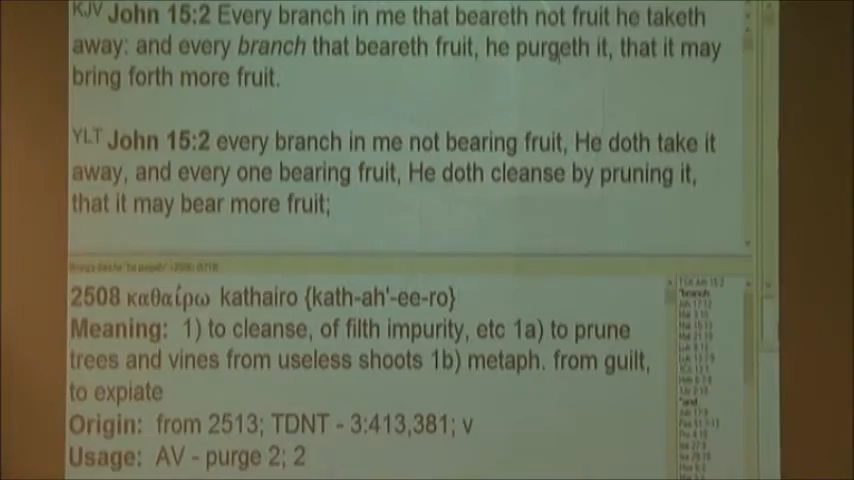 KJV John 15:2 Every branch in me that beareth not fruit he taketh
away: and every branch that beareth fruit, he purgeth it, that it may
bring forth more fruit.
YLT John 15:2 every branch in me not bearing fruit, He doth take it
away, and every one bearing fruit, He doth cleanse by pruning it,
that it may bear more fruit;
2508 καθαίρω kathairo {kath-ah'-ee-ro}
Meaning: 1) to cleanse, of filth impurity, etc 1a) to prune
trees and vines from useless shoots 1b) metaph. from guilt,
to expiate
Origin: from 2513; TDNT - 3:413,381; v
Usage: AV - purge 2; 2
"branch
"and